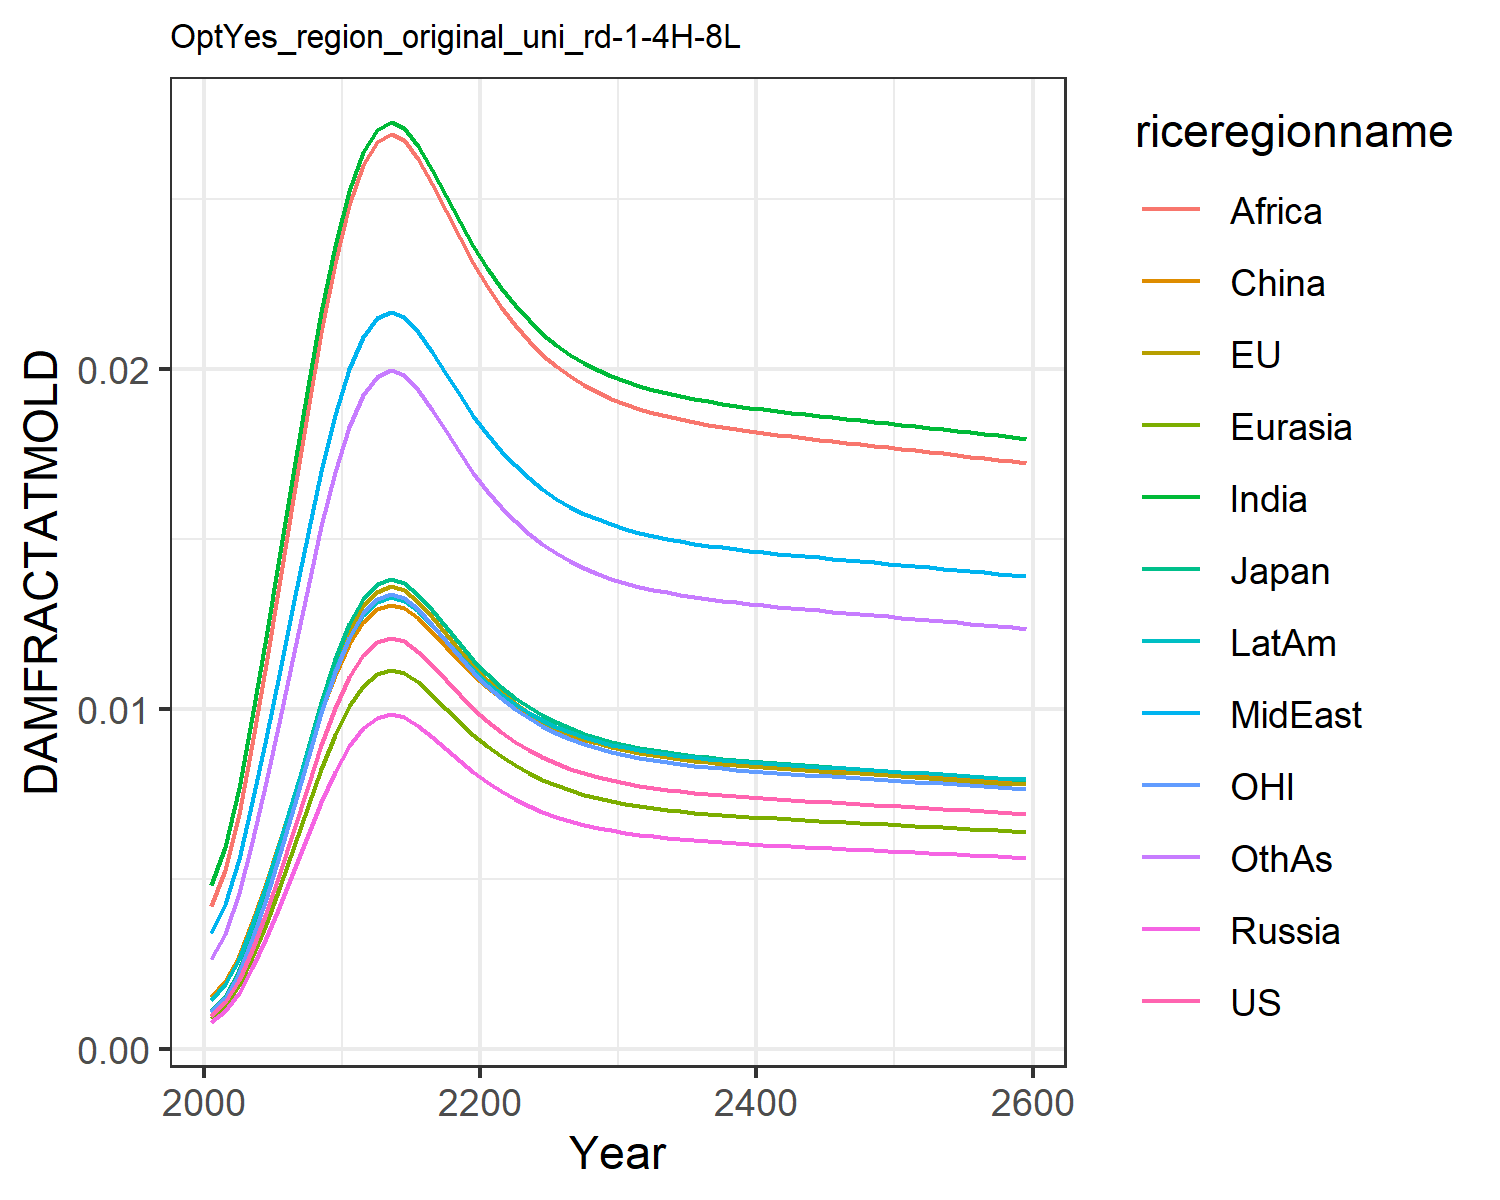 OptYes_region_original_uni_rd-1-4H-8L
DAMFRACTATMOLD
0.02
0.01
0.00
2000 2200 2400 2600
Year
riceregionname
Africa
China
EU
Eurasia
India
Japan
LatAm
MidEast
OHI
OthAs
Russia
US